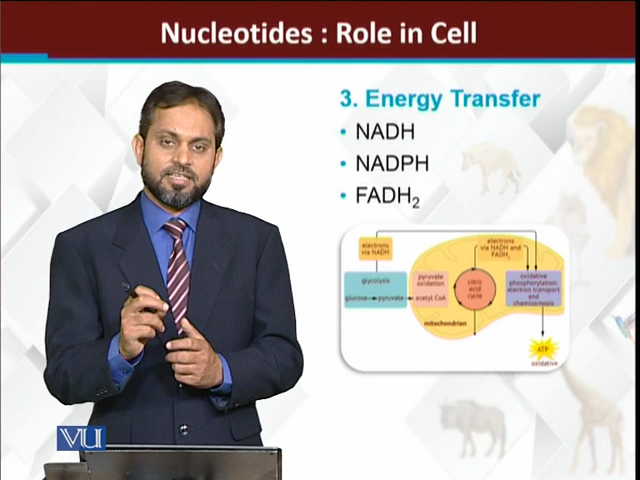 Nucleotides : Role in Cell
3. Energy Transfer
• NADH
• NADPH
• FADH₂
electrons
via NADH
electrons
via NADH and
FADH₂
glycolysis
glucose
pyruvate
pyruvate
oxidation
acetyl CoA
citric
acid
cycle
oxidative
phosphorylation:
electron transport
and
chemiosmosis
mitochondrion
ATP
oxidative
VU